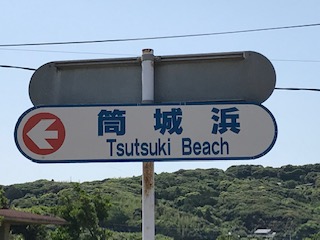 筒城浜
Tsutsuki Beach